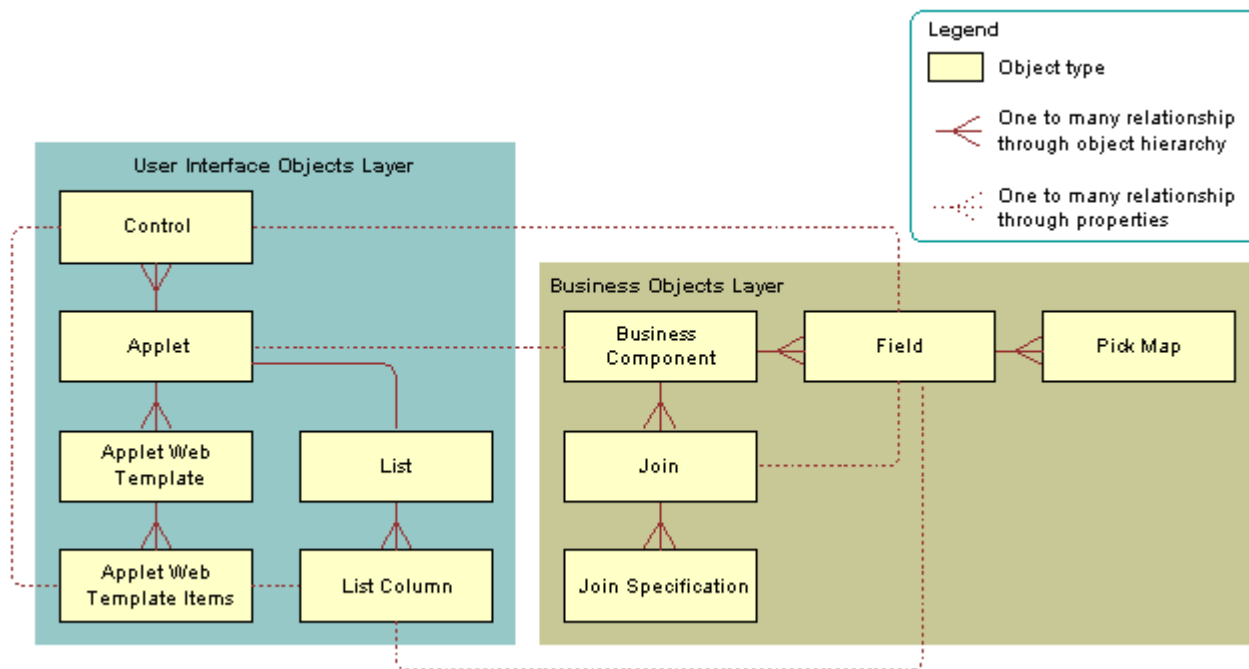 Legend
Object type
One to many relationship
through object hierarchy
One to many relationship
through properties
User Interface Objects Layer
Control
Applet
Applet Web
Template
List
Applet Web
Template Items
List Column
Business Objects Layer
Business
Component
Field
Pick Map
Join
Join Specification